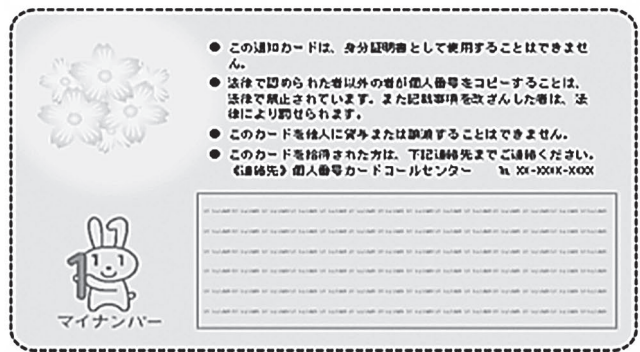 ● この通知カードは、身分証明書として使用することはできませ
ん。
● 法律で認められた者以外の者が個人番号をコピーすることは、
法律で禁止されています。また記載事項を改ざんした者は、法
律により罰せられます。
● このカードを他人に貸与または譲渡することはできません。
● このカードを拾得された方は、下記連絡先までご連絡ください。
《連絡先》個人番号カードコールセンター ℡ XX-XXXX-XXXX
マイナンバー